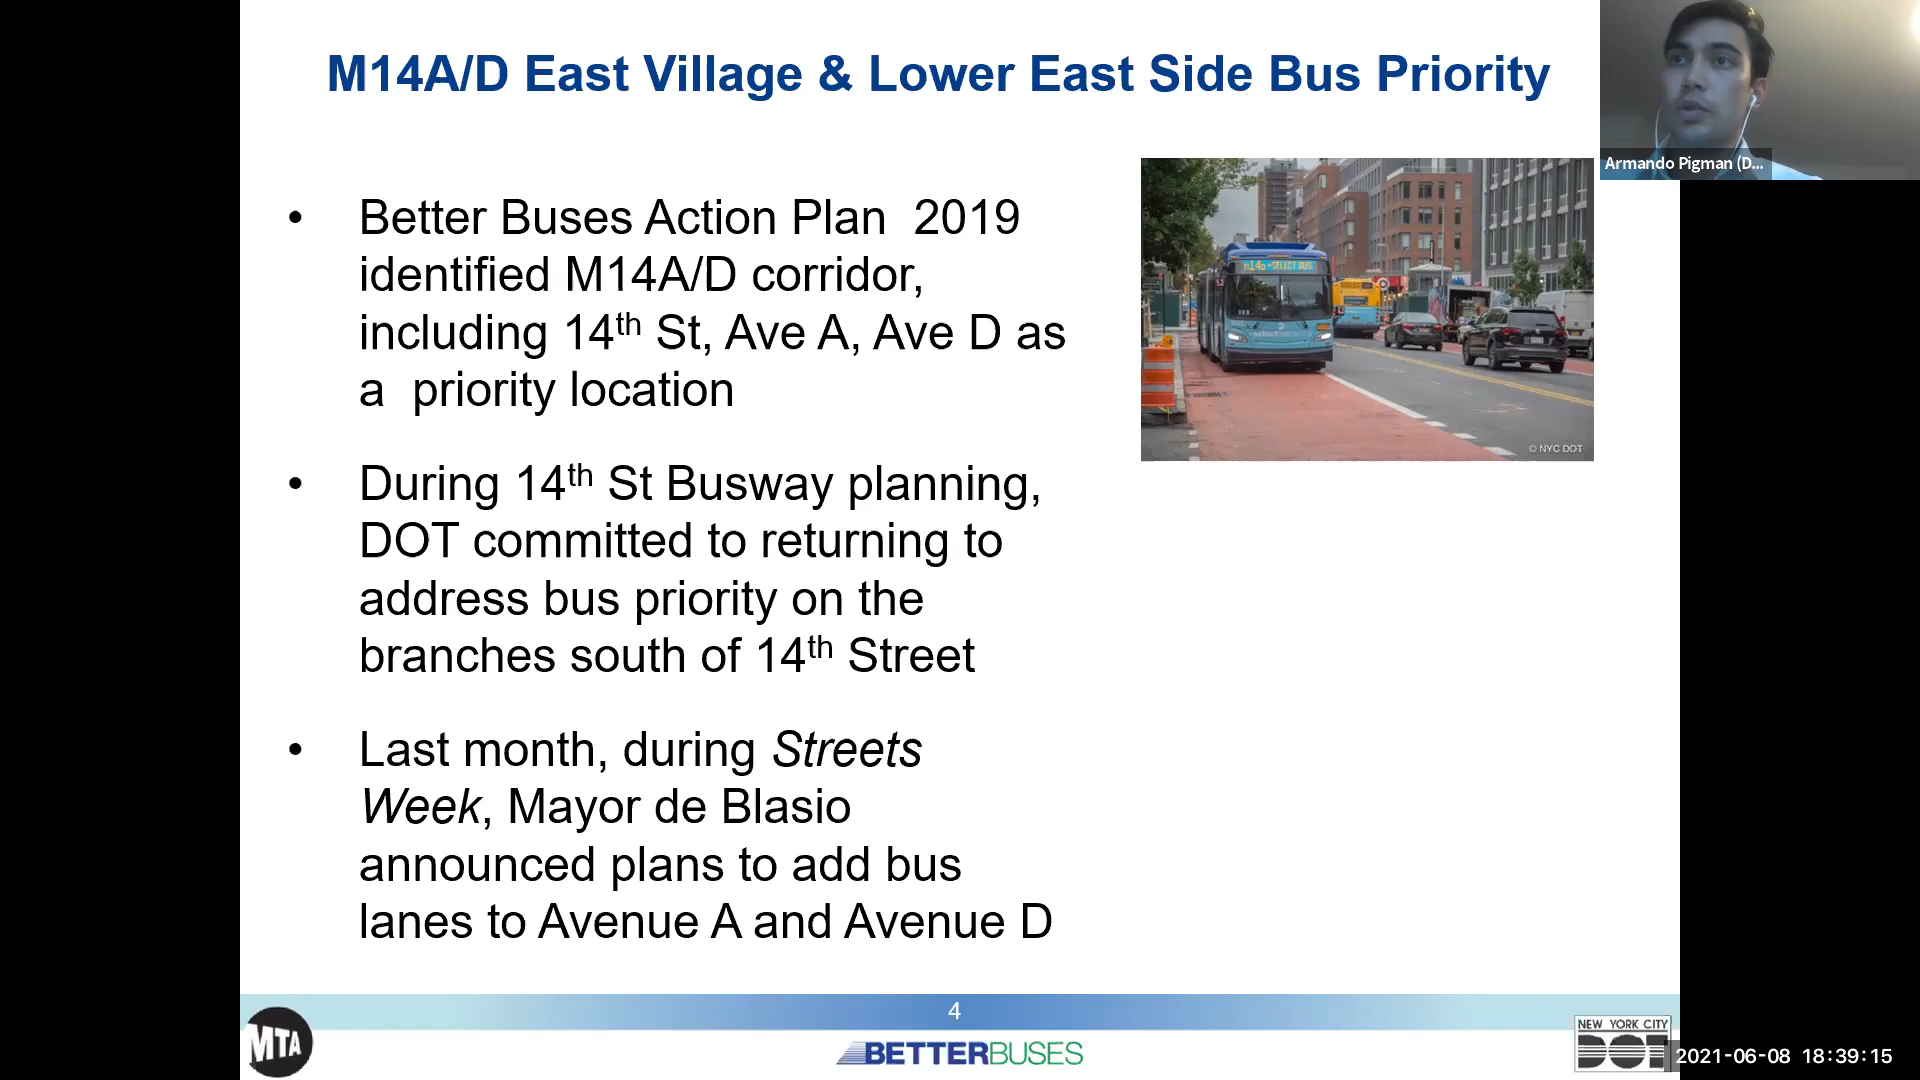 M14A/D East Village & Lower East Side Bus Priority
Armando Pigman (D...
• Better Buses Action Plan 2019
identified M14A/D corridor,
including 14th St, Ave A, Ave D as
a priority location
• During 14th St Busway planning,
DOT committed to returning to
address bus priority on the
branches south of 14th Street
• Last month, during Streets
Week, Mayor de Blasio
announced plans to add bus
lanes to Avenue A and Avenue D
SELECT BUS
© NYC DOT
4
MTA
BETTERBUSES
NEW YORK CITY
DOT
2021-06-08 18:39:15